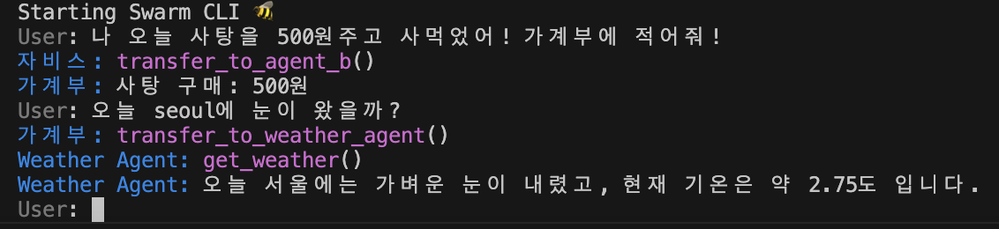 Starting Swarm CLI 🐝
User: 나 오늘 사탕을 500원주고 사먹었어! 가계부에 적어줘!
자비스: transfer_to_agent_b()
가계부: 사탕 구매: 500원
User: 오늘 seoul에 눈이 왔을까?
가계부: transfer_to_weather_agent()
Weather Agent: get_weather()
Weather Agent: 오늘 서울에는 가벼운 눈이 내렸고, 현재 기온은 약 2.75도 입니다.
User: